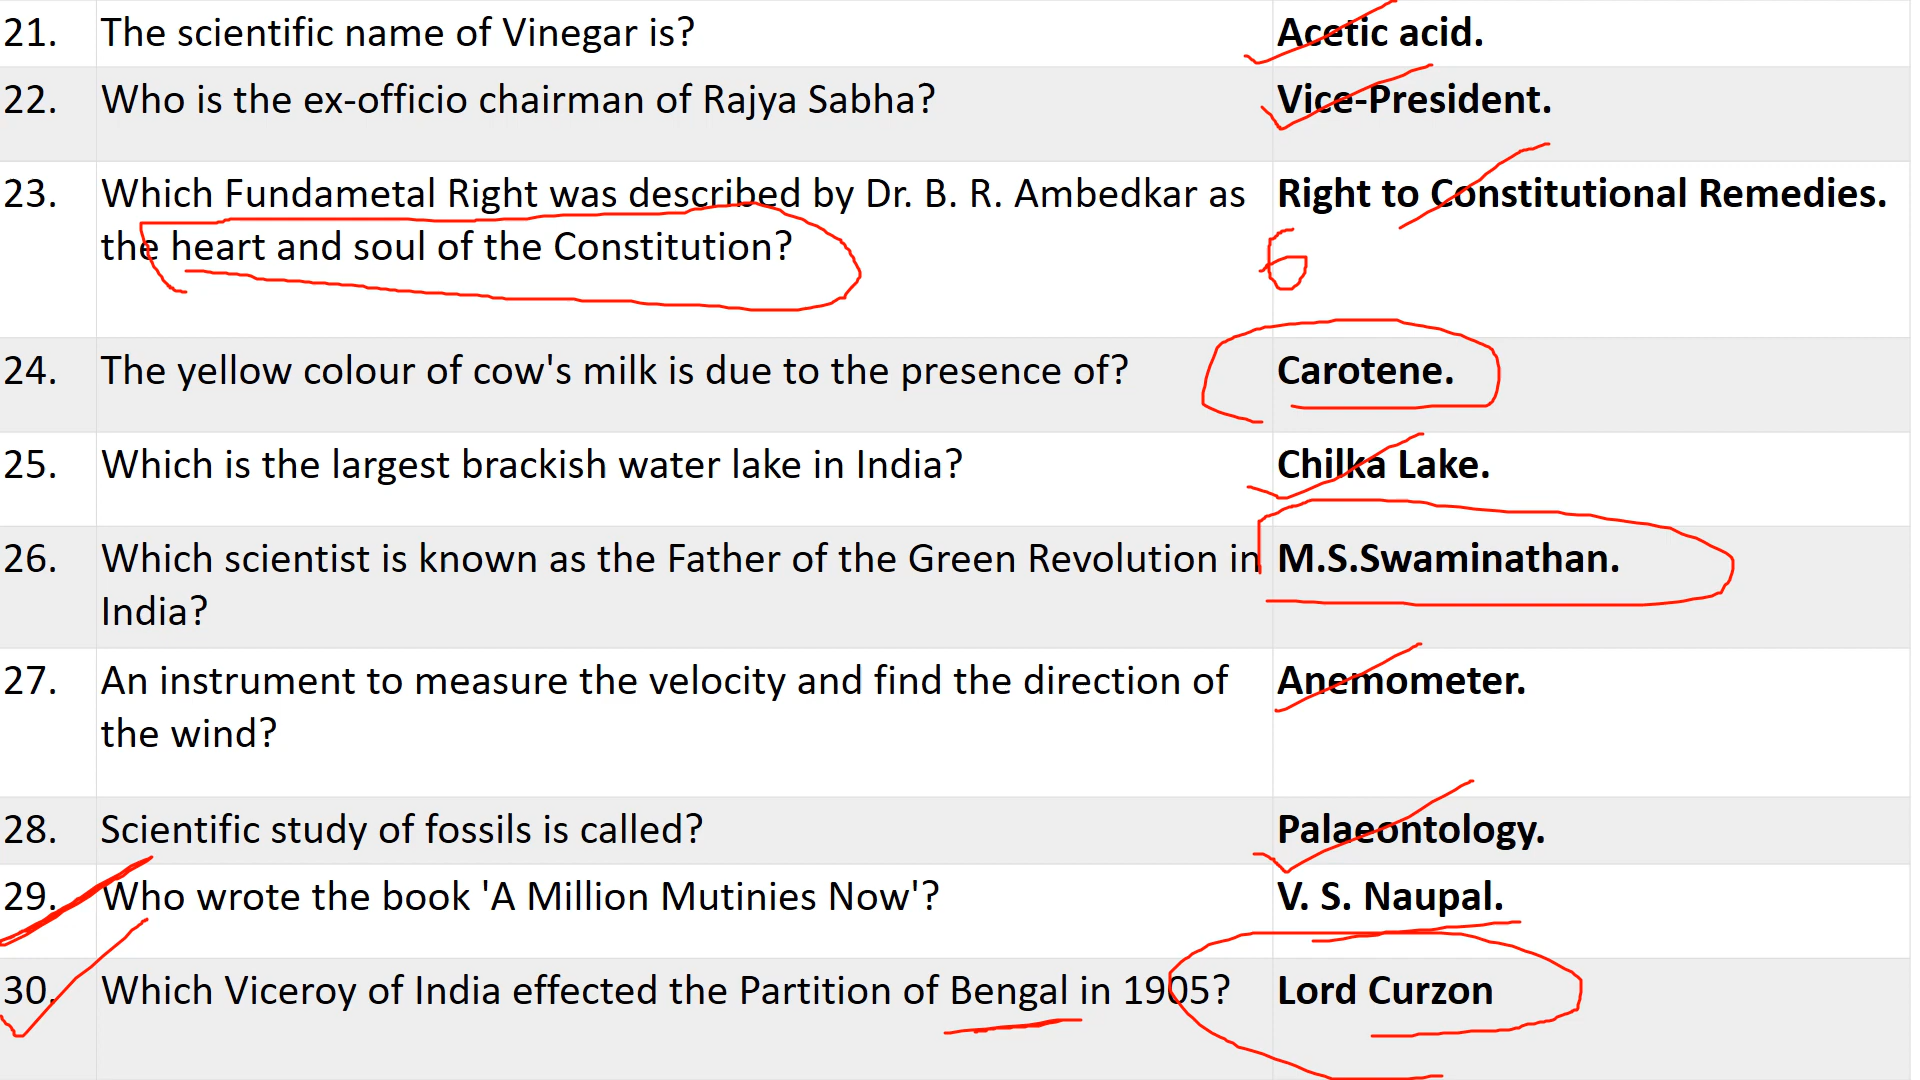 21. The scientific name of Vinegar is? Acetic acid.
22. Who is the ex-officio chairman of Rajya Sabha? Vice-President.
23. Which Fundametal Right was described by Dr. B. R. Ambedkar as Right to Constitutional Remedies.
the heart and soul of the Constitution?
24. The yellow colour of cow's milk is due to the presence of? Carotene.
25. Which is the largest brackish water lake in India? Chilka Lake.
26. Which scientist is known as the Father of the Green Revolution in M.S.Swaminathan.
India?
27. An instrument to measure the velocity and find the direction of Anemometer.
the wind?
28. Scientific study of fossils is called? Palaeontology.
29. Who wrote the book 'A Million Mutinies Now'? V. S. Naupal.
30. Which Viceroy of India effected the Partition of Bengal in 1905? Lord Curzon